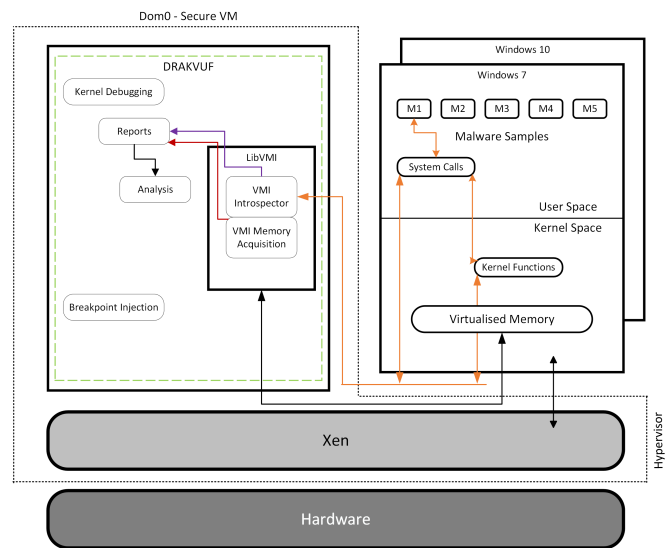 Dom0 - Secure VM
DRAKVUF
Kernel Debugging
Reports
Analysis
LibVMI
VMI
Introspector
VMI Memory
Acquisition
Breakpoint Injection
Windows 10
Windows 7
M1
M2
M3
M4
M5
Malware Samples
System Calls
User Space
Kernel Space
Kernel Functions
Virtualised Memory
Xen
Hypervisor
Hardware